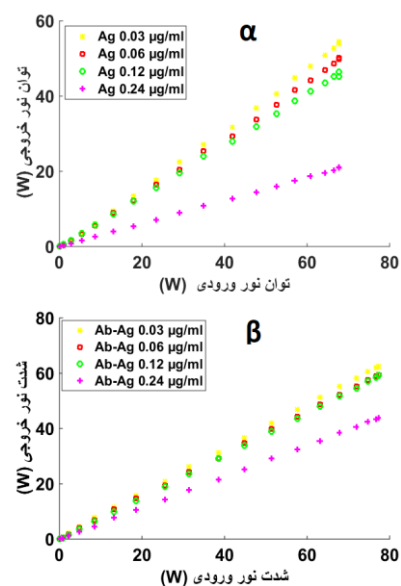 α
Ag 0.03 µg/ml
Ag 0.06 µg/ml
Ag 0.12 µg/ml
Ag 0.24 µg/ml
60
40
20
0
توان نور خروجی (W)
0 20 40 60 80
توان نور ورودی (W)
β
Ab-Ag 0.03 µg/ml
Ab-Ag 0.06 µg/ml
Ab-Ag 0.12 µg/ml
Ab-Ag 0.24 µg/ml
80
60
40
20
0
شدت نور خروجی (W)
0 20 40 60 80
شدت نور ورودی (W)